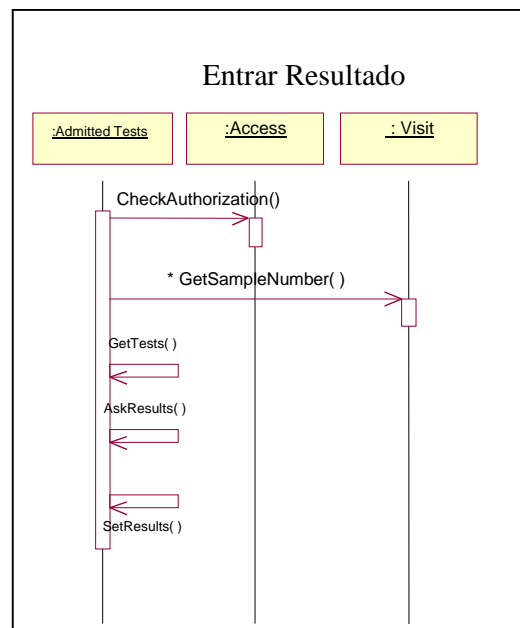 Entrar Resultado
:Admitted Tests
:Access
: Visit
CheckAuthorization()
* GetSampleNumber( )
GetTests( )
AskResults( )
SetResults( )